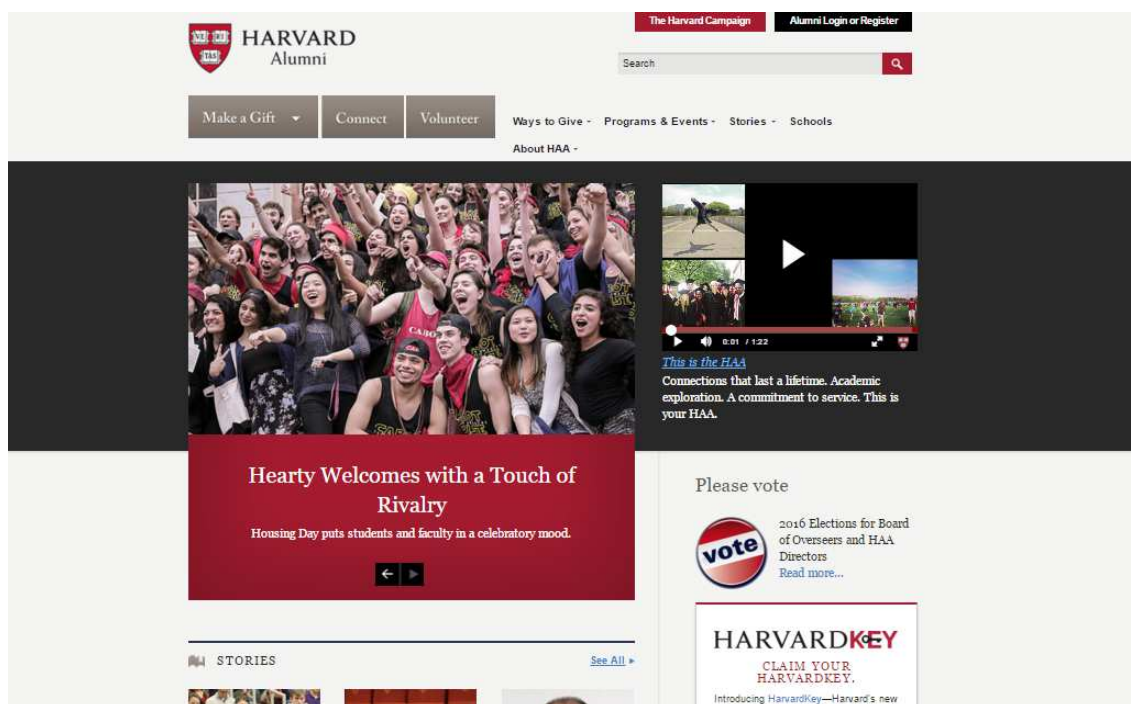 The Harvard Campaign
Alumni Login or Register
HARVARD
Alumni
Search
Make a Gift
Connect
Volunteer
Ways to Give
Programs & Events
Stories
Schools
About HAA
CABO
0:01 / 1:22
This is the HAA
Connections that last a lifetime. Academic
exploration. A commitment to service. This is
your HAA.
Hearty Welcomes with a Touch of
Rivalry
Housing Day puts students and faculty in a celebratory mood.
Please vote
vote
2016 Elections for Board
of Overseers and HAA
Directors
Read more...
STORIES
See All
HARVARDKEY
CLAIM YOUR
HARVARDKEY.
Introducing HarvardKey—Harvard's new